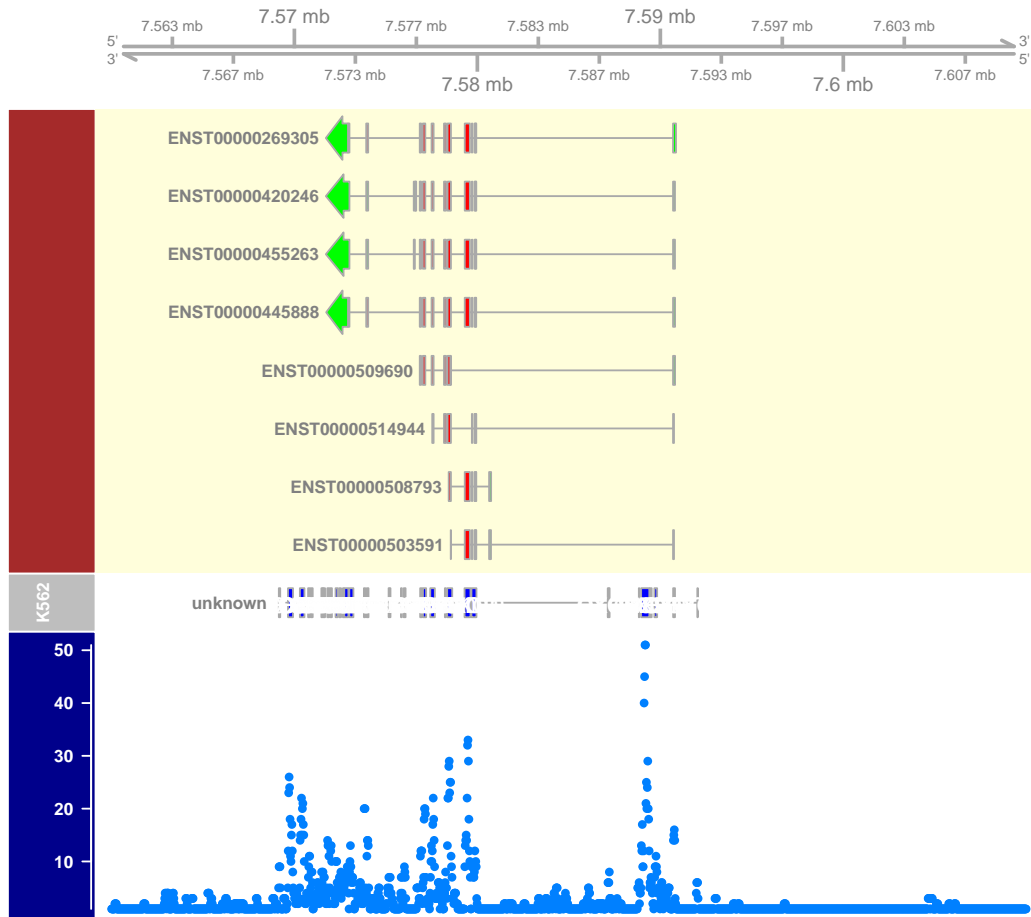 7.57 mb 7.59 mb
7.563 mb 7.577 mb 7.583 mb 7.597 mb 7.603 mb
5' 3'
3' 5'
7.567 mb 7.573 mb 7.587 mb 7.593 mb 7.607 mb
7.58 mb 7.6 mb
ENST00000269305
ENST00000420246
ENST00000455263
ENST00000445888
ENST00000509690
ENST00000514944
ENST00000508793
ENST00000503591
K562
unknown
50
40
30
20
10